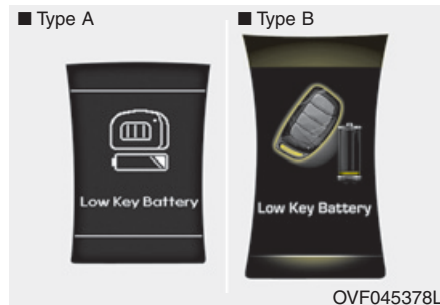 ■ Type A
■ Type B
Low Key Battery
Low Key Battery
OVF045378L